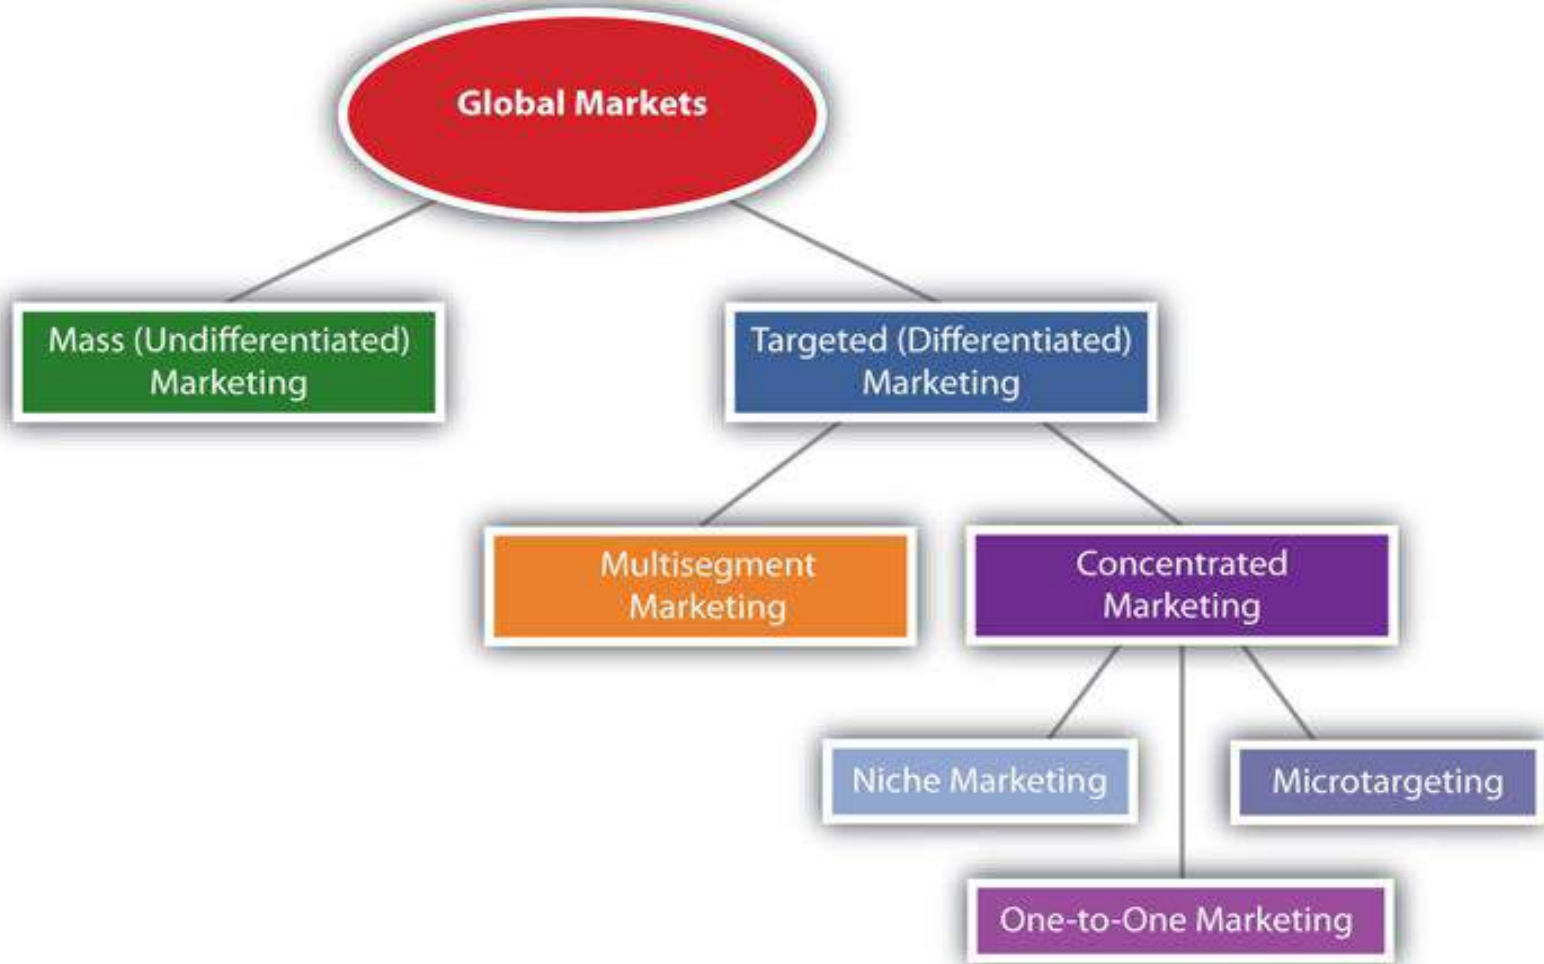 Global Markets
Mass (Undifferentiated)
Marketing
Targeted (Differentiated)
Marketing
Multisegment
Marketing
Concentrated
Marketing
Niche Marketing
Microtargeting
One-to-One Marketing